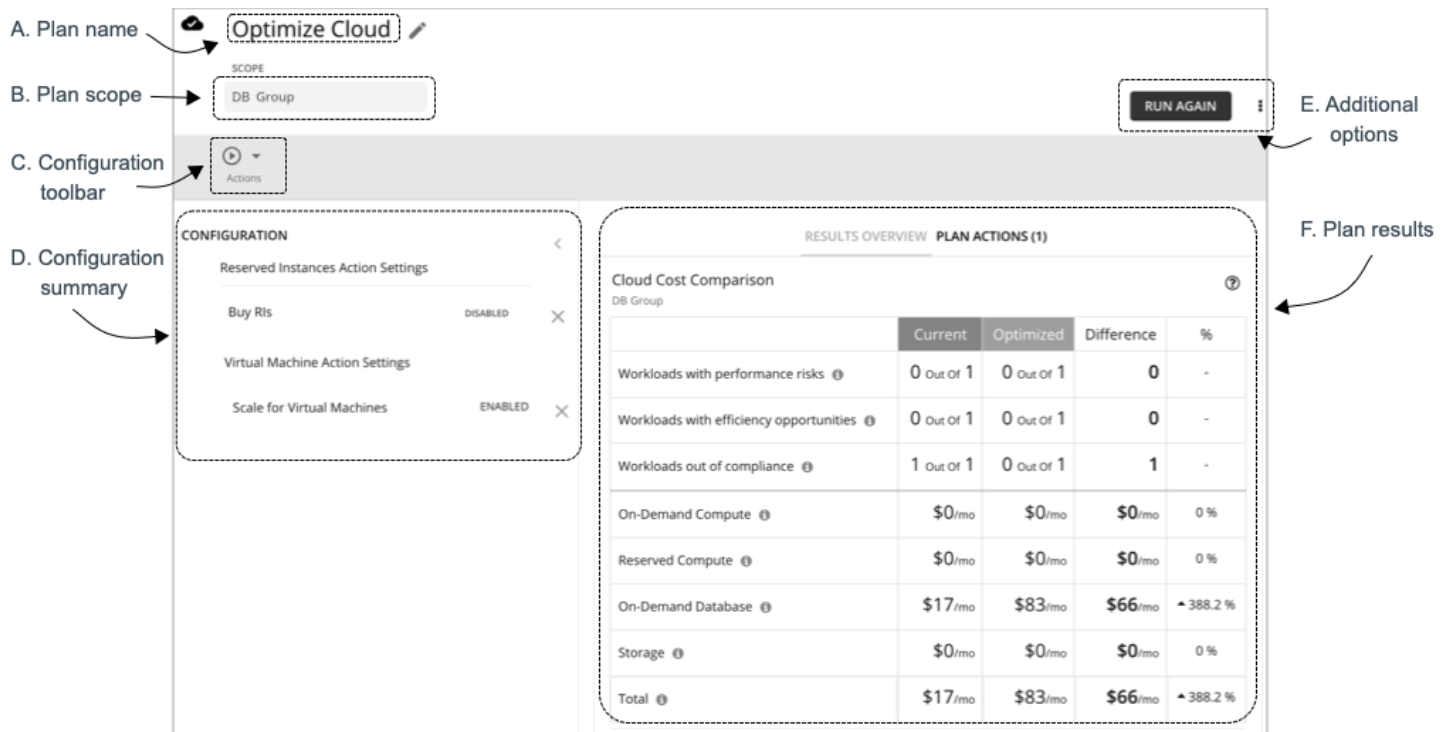 A. Plan name
Optimize Cloud
SCOPE
B. Plan scope
DB Group
RUN AGAIN
E. Additional
options
C. Configuration
toolbar
Actions
D. Configuration
summary
CONFIGURATION
Reserved Instances Action Settings
Buy RIs DISABLED
Virtual Machine Action Settings
Scale for Virtual Machines ENABLED
F. Plan results
RESULTS OVERVIEW PLAN ACTIONS (1)
Cloud Cost Comparison
DB Group
Current Optimized Difference %
Workloads with performance risks 0 Out Of 1 0 Out Of 1 0 -
Workloads with efficiency opportunities 0 Out Of 1 0 Out Of 1 0 -
Workloads out of compliance 1 Out Of 1 0 Out Of 1 1 -
On-Demand Compute $0/mo $0/mo $0/mo 0 %
Reserved Compute $0/mo $0/mo $0/mo 0 %
On-Demand Database $17/mo $83/mo $66/mo 388.2 %
Storage $0/mo $0/mo $0/mo 0 %
Total $17/mo $83/mo $66/mo 388.2 %